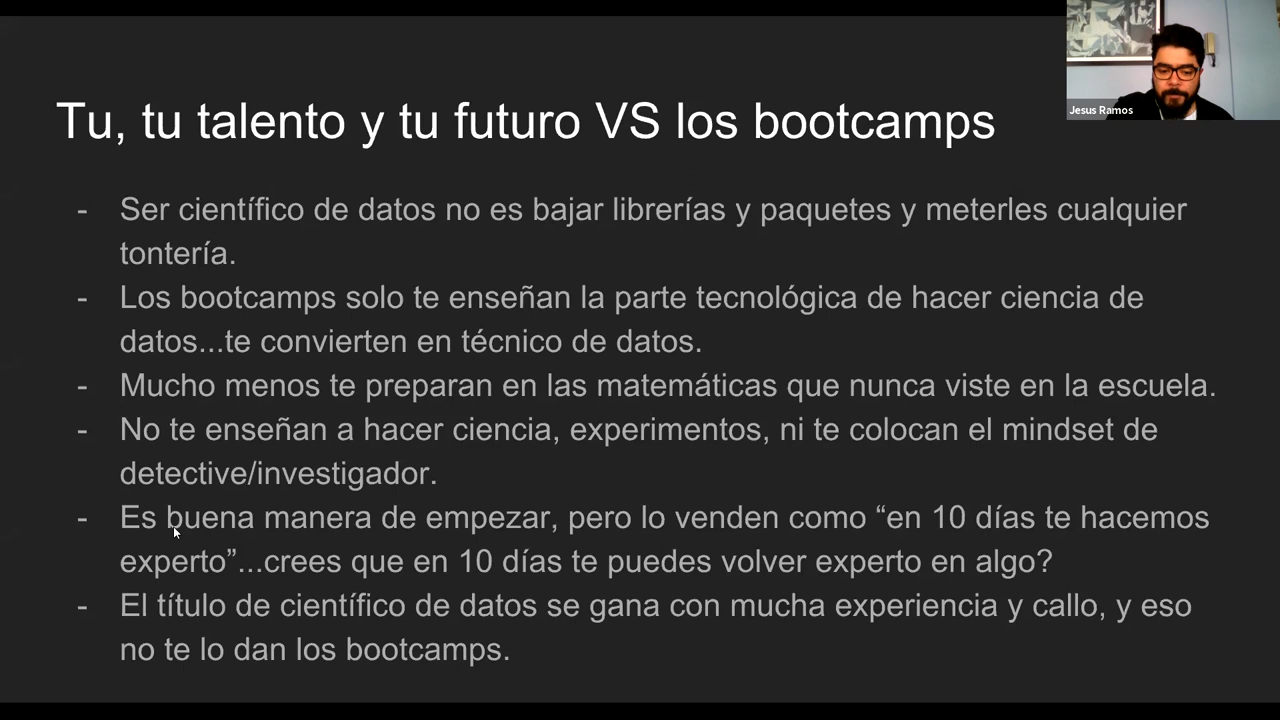 Jesus Ramos
Tu, tu talento y tu futuro VS los bootcamps
- Ser científico de datos no es bajar librerías y paquetes y meterles cualquier
tontería.
- Los bootcamps solo te enseñan la parte tecnológica de hacer ciencia de
datos...te convierten en técnico de datos.
- Mucho menos te preparan en las matemáticas que nunca viste en la escuela.
- No te enseñan a hacer ciencia, experimentos, ni te colocan el mindset de
detective/investigador.
- Es buena manera de empezar, pero lo venden como “en 10 días te hacemos
experto”...crees que en 10 días te puedes volver experto en algo?
- El título de científico de datos se gana con mucha experiencia y callo, y eso
no te lo dan los bootcamps.